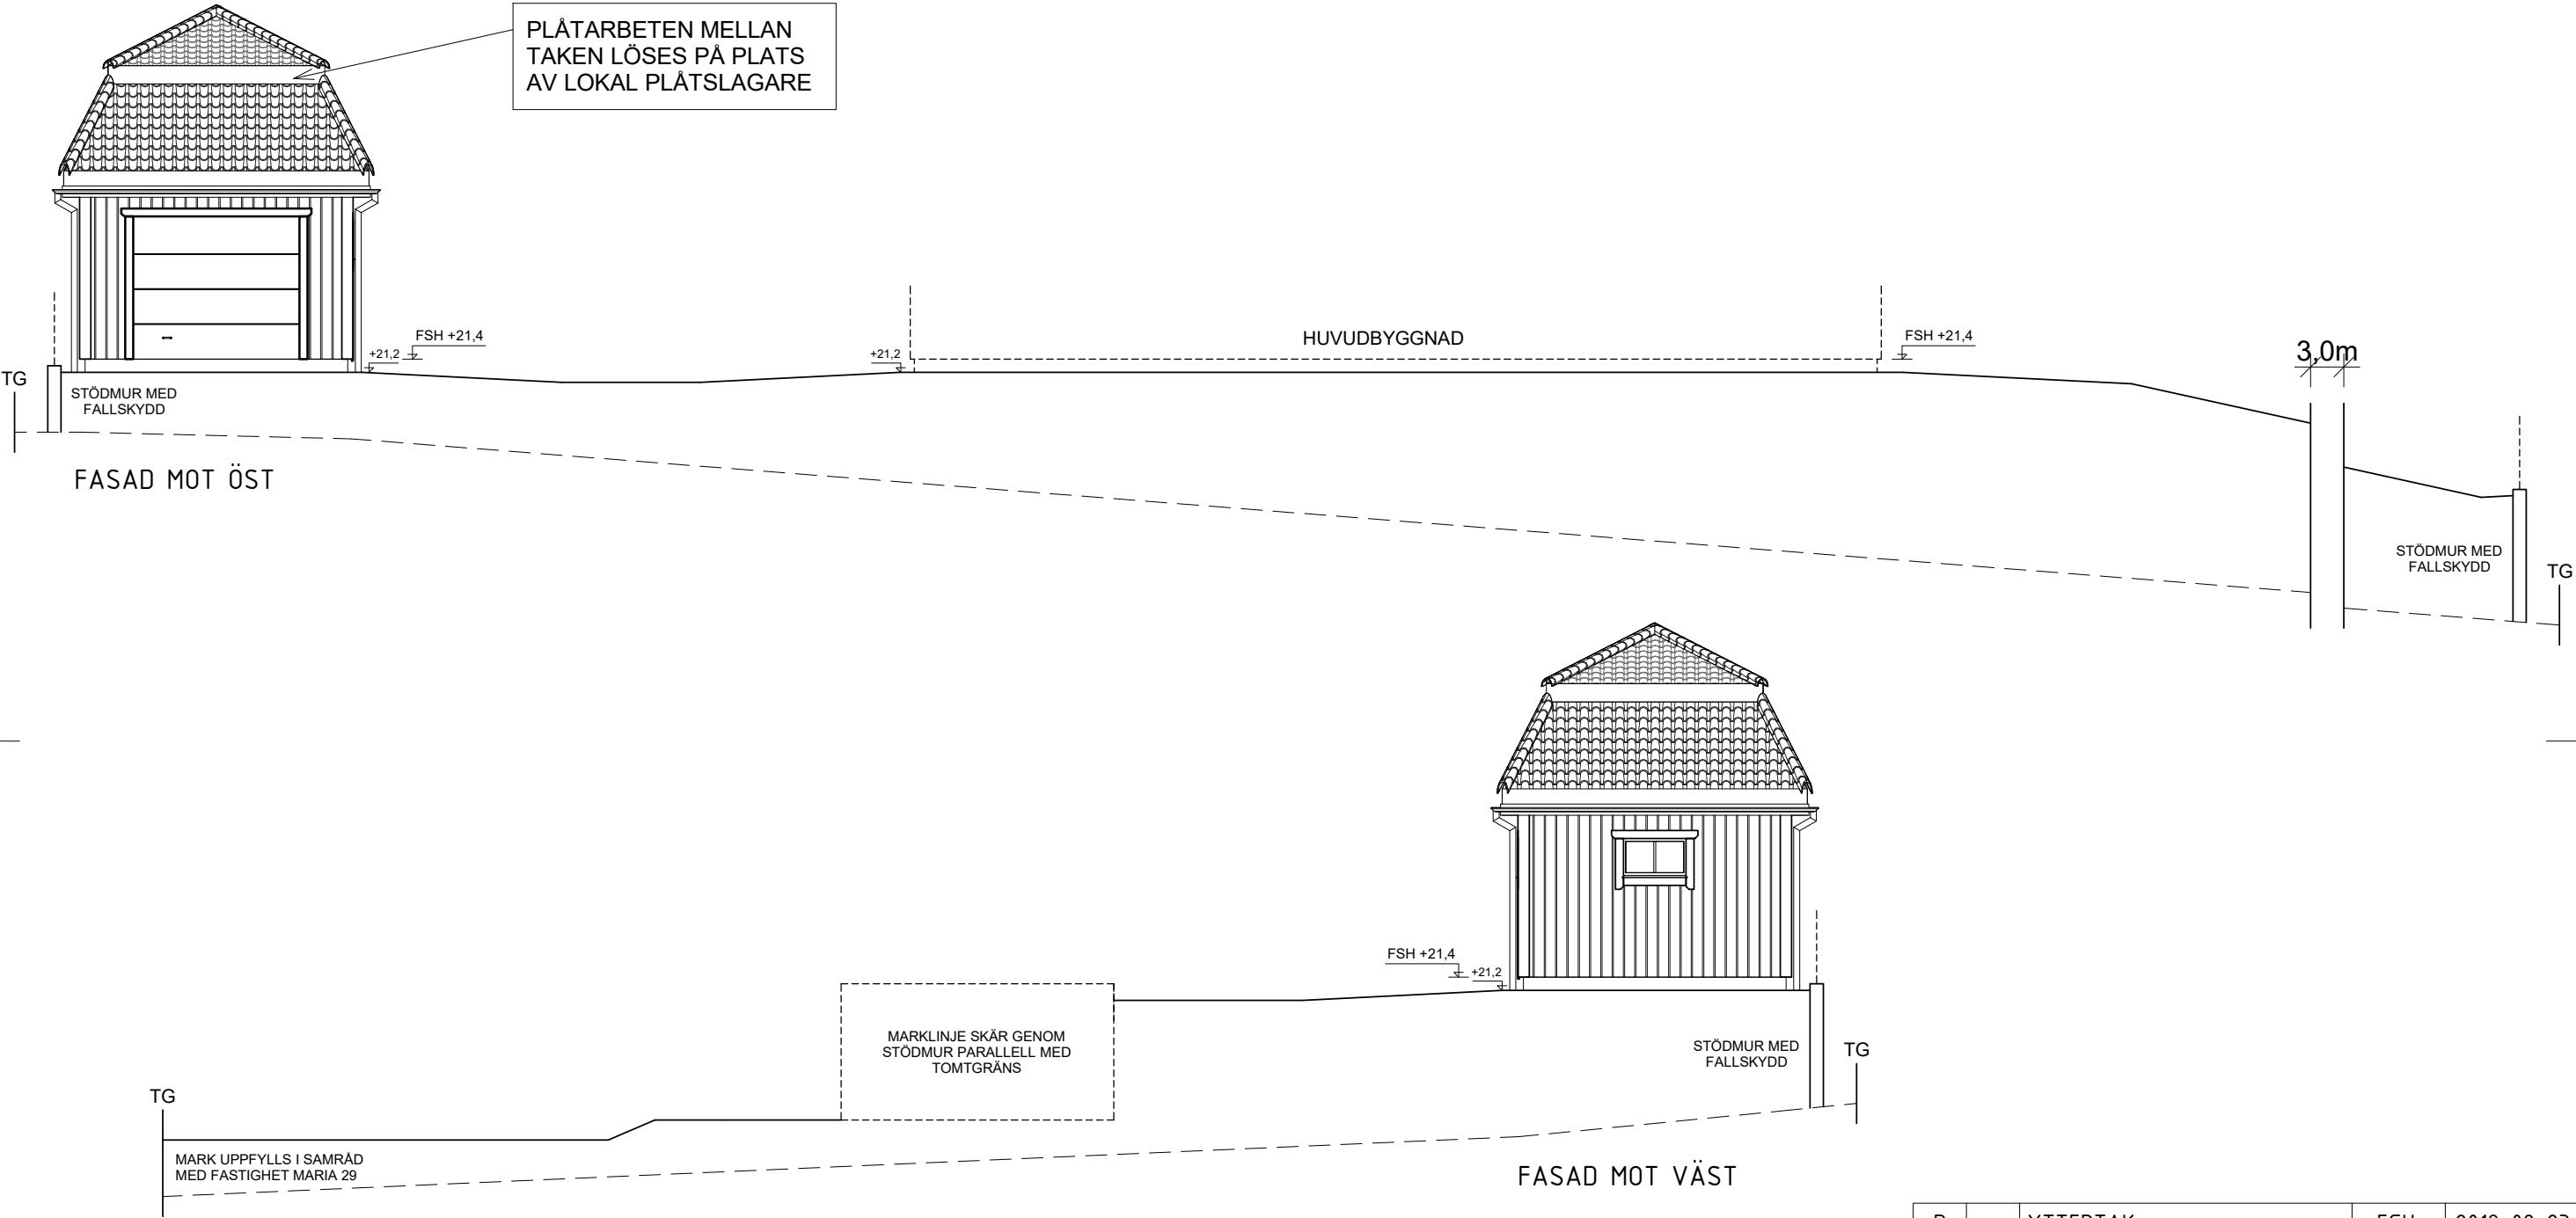 PLÅTARBETEN MELLAN
TAKEN LÖSES PÅ PLATS
AV LOKAL PLÅTSLAGARE
FSH +21,4
+21,2
+21,2
HUVUDBYGGNAD
FSH +21,4
3,0m
TG
STÖDMUR MED
FALLSKYDD
FASAD MOT ÖST
STÖDMUR MED
FALLSKYDD
TG
FSH +21,4
+21,2
MARKLINJE SKÄR GENOM
STÖDMUR PARALLELL MED
TOMTGRÄNS
STÖDMUR MED
FALLSKYDD
TG
TG
MARK UPPFYLLS I SAMRÅD
MED FASTIGHET MARIA 29
FASAD MOT VÄST
YTTERTAK